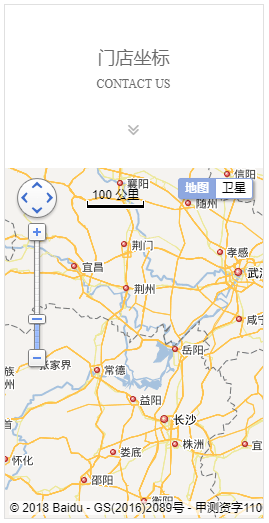 门店坐标
CONTACT US
信阳
襄阳
地图 卫星
100 公里
随州
荆门
孝感
宜昌
武汉
荆州
咸宁
岳阳
张家界
常德
益阳
长沙
娄底
株洲
宜
怀化
邵阳
衡阳
© 2018 Baidu - GS(2016)2089号 - 甲测资字110